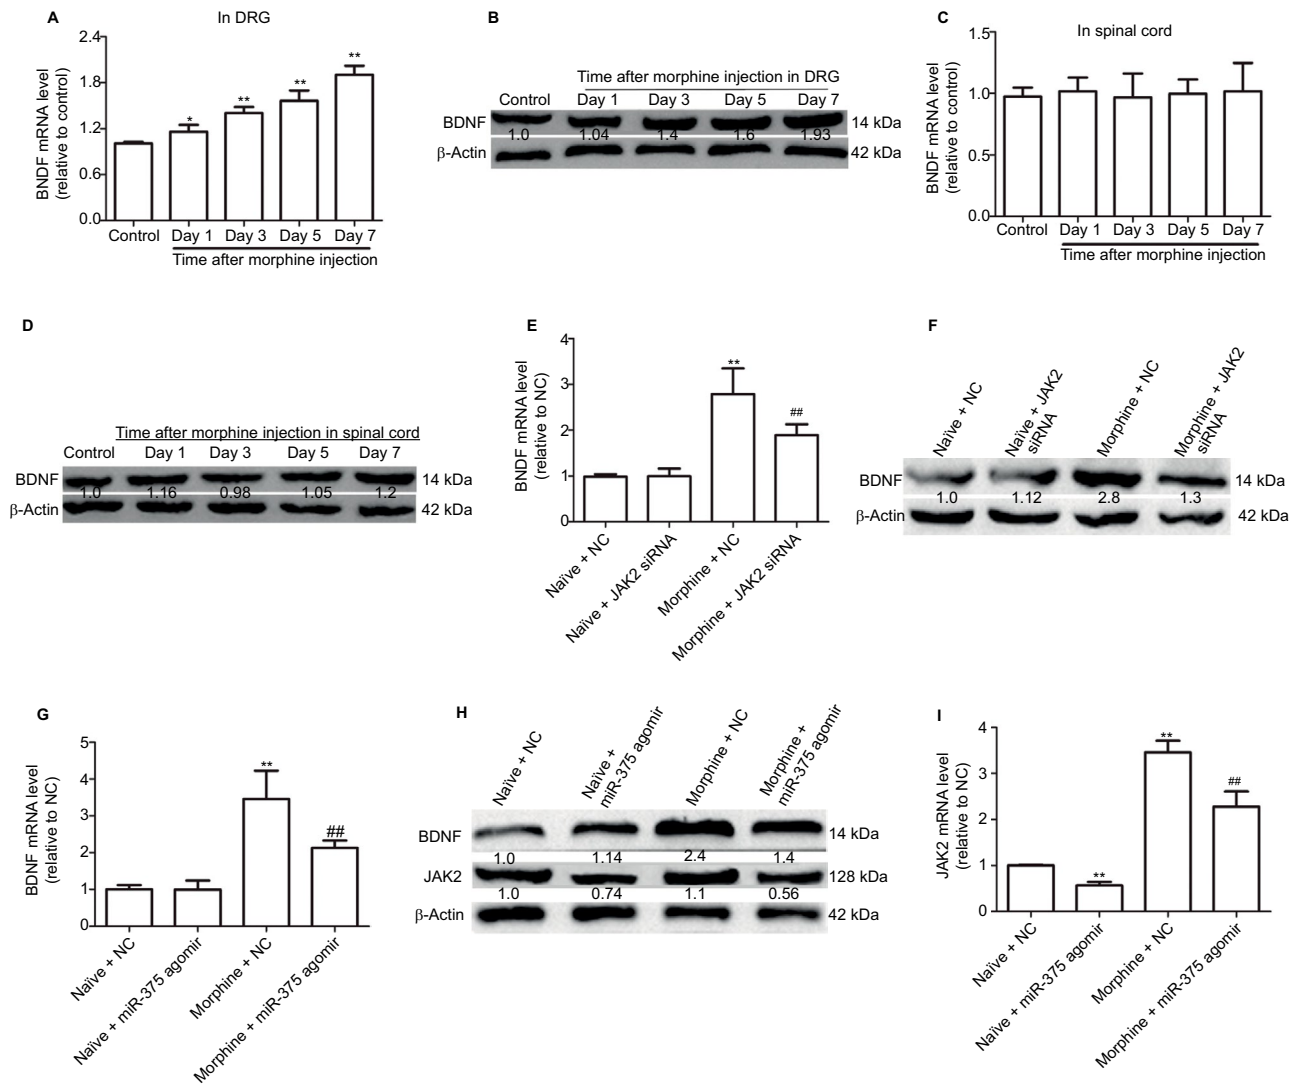 A
In DRG
BNDF mRNA level
(relative to control)
2.4
1.8
1.2
0.6
0.0
*
**
**
**
Control Day 1 Day 3 Day 5 Day 7
Time after morphine injection
B
Time after morphine injection in DRG
Control Day 1 Day 3 Day 5 Day 7
BDNF 14 kDa
1.0 1.04 1.4 1.6 1.93
β-Actin 42 kDa
C
In spinal cord
BNDF mRNA level
(relative to control)
1.5
1.0
0.5
0.0
Control Day 1 Day 3 Day 5 Day 7
Time after morphine injection
D
Time after morphine injection in spinal cord
Control Day 1 Day 3 Day 5 Day 7
BDNF 14 kDa
1.0 1.16 0.98 1.05 1.2
β-Actin 42 kDa
E
BNDF mRNA level
(relative to NC)
4
3
2
1
0
**
##
Naïve + NC
Naïve + JAK2 siRNA
Morphine + NC
Morphine + JAK2 siRNA
F
Naïve + NC
Naïve + JAK2
siRNA
Morphine + NC
Morphine + JAK2
siRNA
BDNF 14 kDa
1.0 1.12 2.8 1.3
β-Actin 42 kDa
G
BDNF mRNA level
(relative to NC)
5
4
3
2
1
0
**
##
Naïve + NC
Naïve + miR-375 agomir
Morphine + NC
Morphine + miR-375 agomir
H
Naïve + NC
Naïve +
miR-375 agomir
Morphine + NC
Morphine +
miR-375 agomir
BDNF 14 kDa
1.0 1.14 2.4 1.4
JAK2 128 kDa
1.0 0.74 1.1 0.56
β-Actin 42 kDa
I
JAK2 mRNA level
(relative to NC)
4
3
2
1
0
**
**
##
Naïve + NC
Naïve + miR-375 agomir
Morphine + NC
Morphine + miR-375 agomir